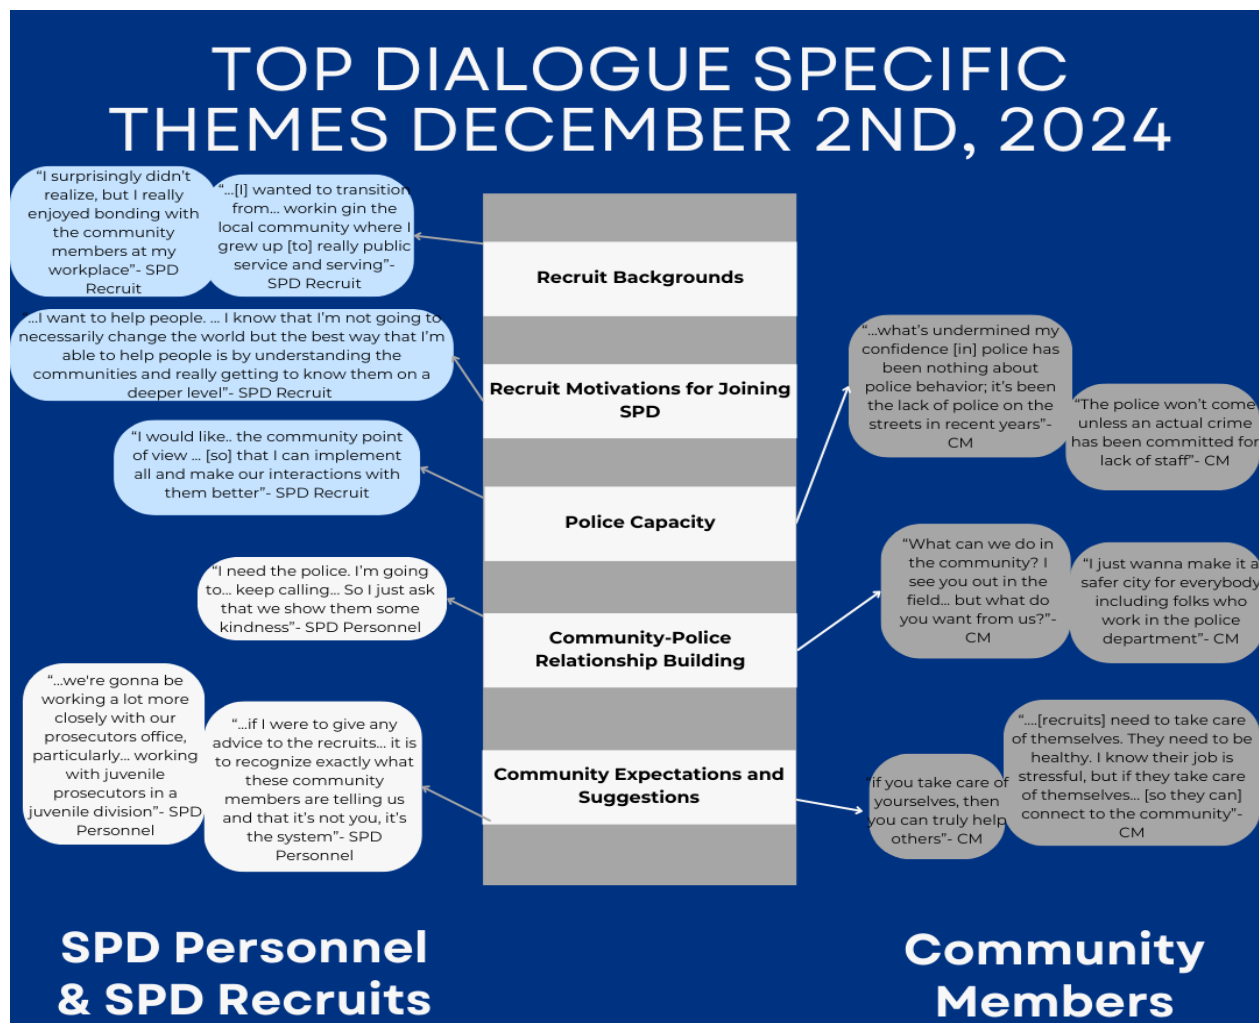 TOP DIALOGUE SPECIFIC
THEMES DECEMBER 2ND, 2024
“I surprisingly didn’t
realize, but I really
enjoyed bonding with
the community
members at my
workplace”- SPD
Recruit
“...[I] wanted to transition
from... workin gin the
local community where I
grew up [to] really public
service and serving”-
SPD Recruit
Recruit Backgrounds
“...I want to help people. ... I know that I’m not going to
necessarily change the world but the best way that I’m
able to help people is by understanding the
communities and really getting to know them on a
deeper level”- SPD Recruit
Recruit Motivations for Joining
SPD
“I would like.. the community point
of view ... [so] that I can implement
all and make our interactions with
them better”- SPD Recruit
Police Capacity
“...what’s undermined my
confidence [in] police has
been nothing about
police behavior; it’s been
the lack of police on the
streets in recent years”-
CM
“The police won’t come
unless an actual crime
has been committed for
lack of staff”- CM
“I need the police. I’m going
to... keep calling... So I just ask
that we show them some
kindness”- SPD Personnel
Community-Police
Relationship Building
“What can we do in
the community? I
see you out in the
field... but what do
you want from us?”-
CM
“I just wanna make it a
safer city for everybody
including folks who
work in the police
department”- CM
“...we're gonna be
working a lot more
closely with our
prosecutors office,
particularly... working
with juvenile
prosecutors in a
juvenile division”- SPD
Personnel
“...if I were to give any
advice to the recruits... it is
to recognize exactly what
these community
members are telling us
and that it’s not you, it’s
the system”- SPD
Personnel
Community Expectations and
Suggestions
“if you take care of
yourselves, then
you can truly help
others”- CM
“....[recruits] need to take care
of themselves. They need to be
healthy. I know their job is
stressful, but if they take care
of themselves... [so they can]
connect to the community”-
CM
SPD Personnel
& SPD Recruits
Community
Members